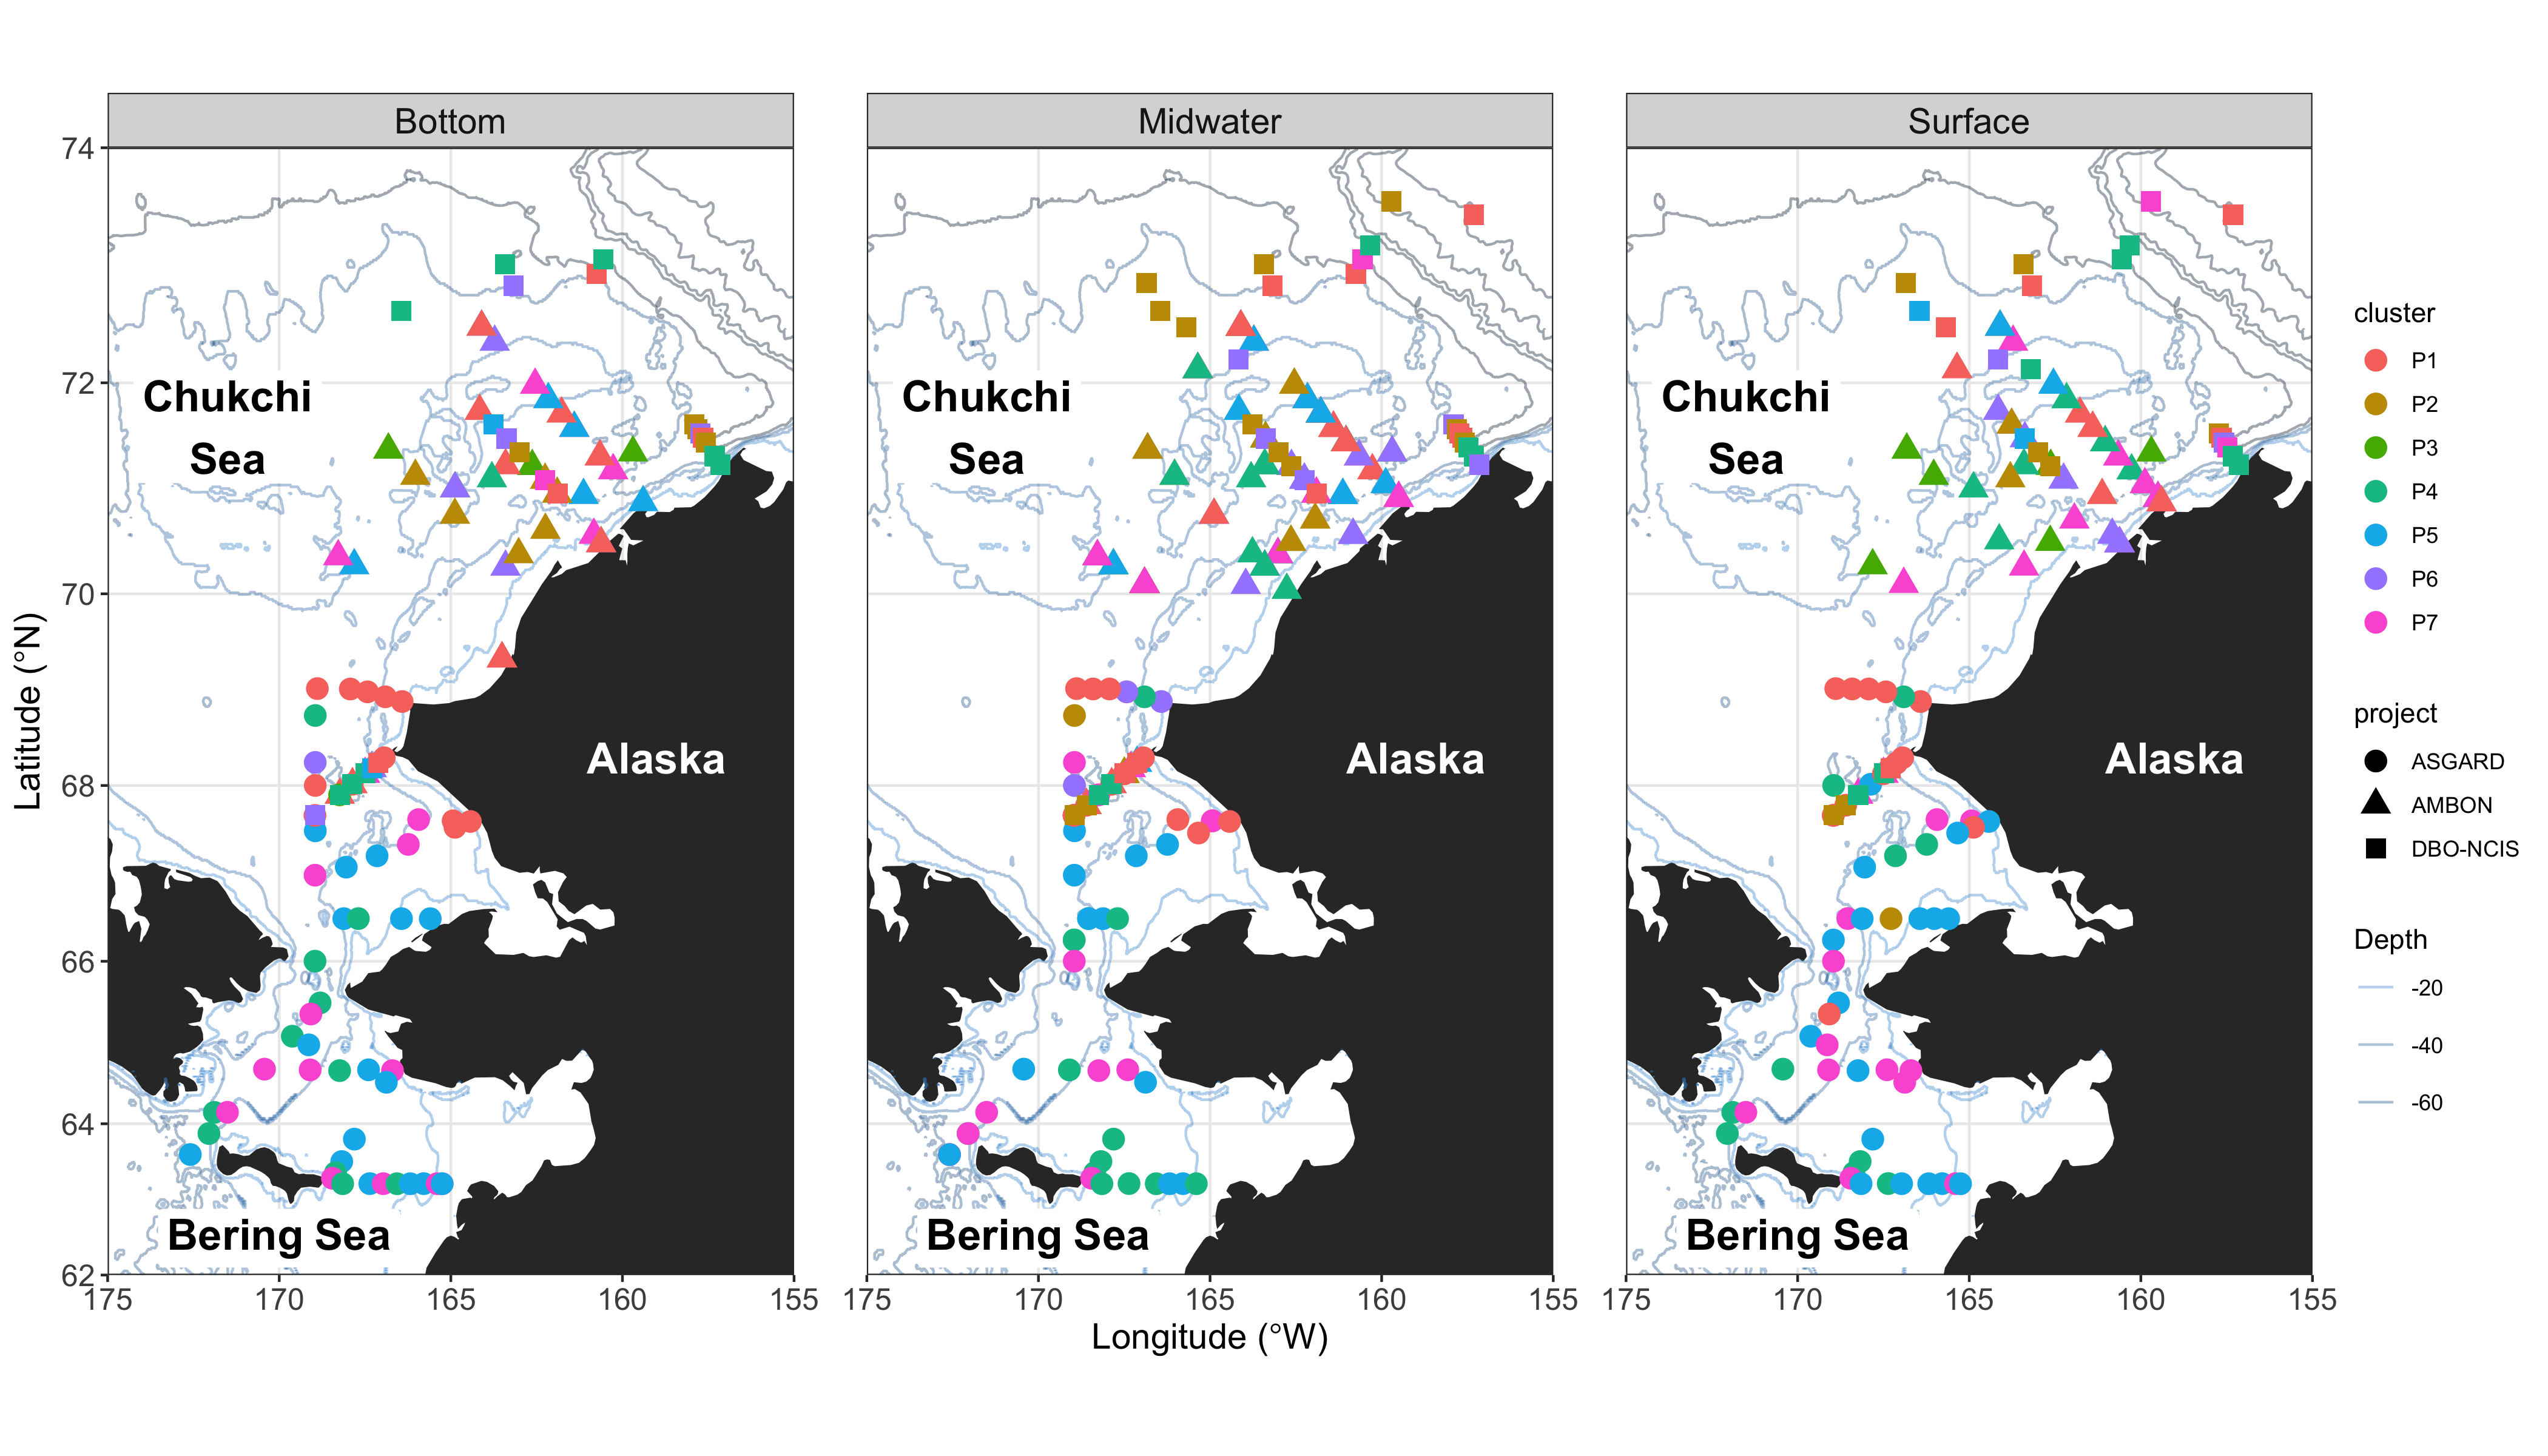 Bottom
Midwater
Surface
74
72
70
68
66
64
62
Latitude (°N)
Chukchi
Sea
Alaska
Bering Sea
Chukchi
Sea
Alaska
Bering Sea
Chukchi
Sea
Alaska
Bering Sea
175
170
165
160
155
175
170
165
160
155
175
170
165
160
155
Longitude (°W)
cluster
P1
P2
P3
P4
P5
P6
P7
project
ASGARD
AMBON
DBO-NCIS
Depth
-20
-40
-60